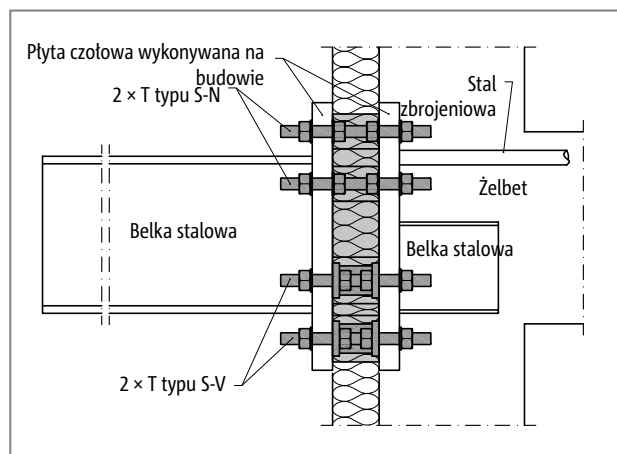 Płyta czołowa wykonywana na
budowie
2 × T typu S-N
Stal
zbrojeniowa
Żelbet
Belka stalowa
Belka stalowa
2 × T typu S-V